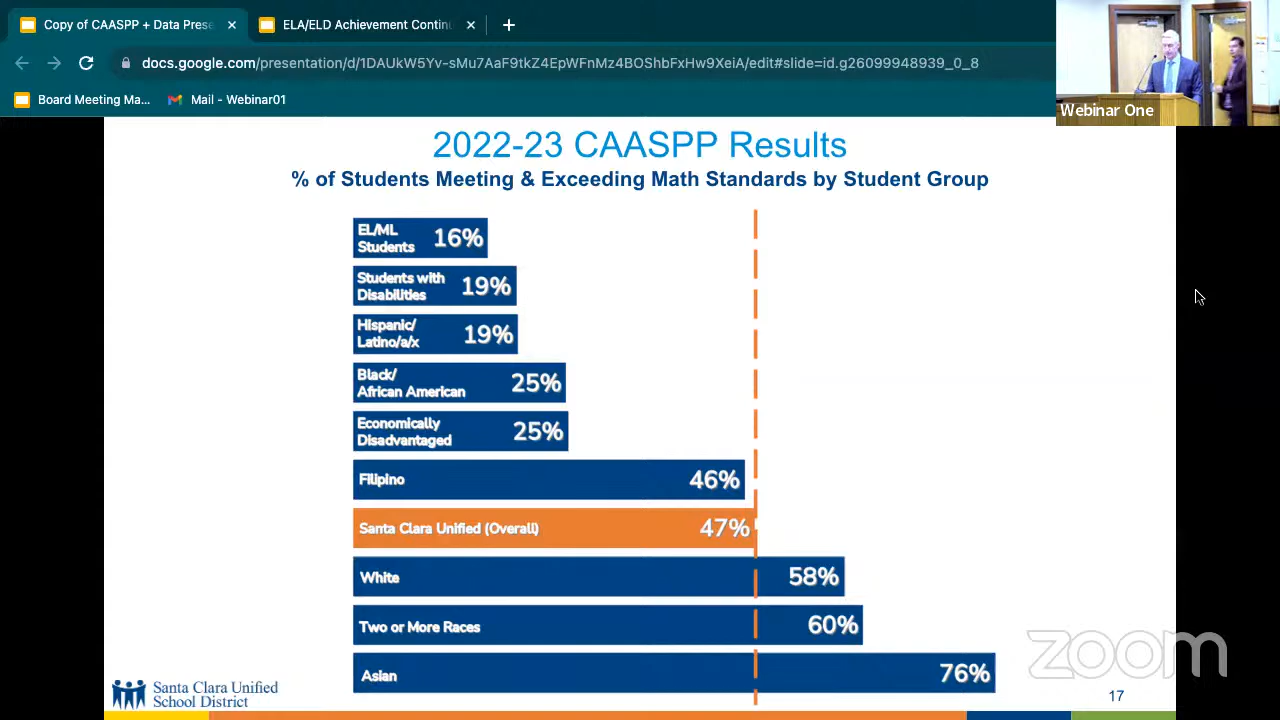 Copy of CAASPP + Data Prese
ELA/ELD Achievement Continu
docs.google.com/presentation/d/1DAUkW5Yv-sMu7AaF9tkZ4EpWFnMz4BOShbFxHw9XeiA/edit#slide=id.g26099948939_0_8
Board Meeting Ma...
Mail - Webinar01
Webinar One
2022-23 CAASPP Results
% of Students Meeting & Exceeding Math Standards by Student Group
EL/ML
Students
16%
Students with
Disabilities
19%
Hispanic/
Latino/a/x
19%
Black/
African American
25%
Economically
Disadvantaged
25%
Filipino
46%
Santa Clara Unified (Overall)
47%
White
58%
Two or More Races
60%
Asian
76%
zoom
Santa Clara Unified
School District
17